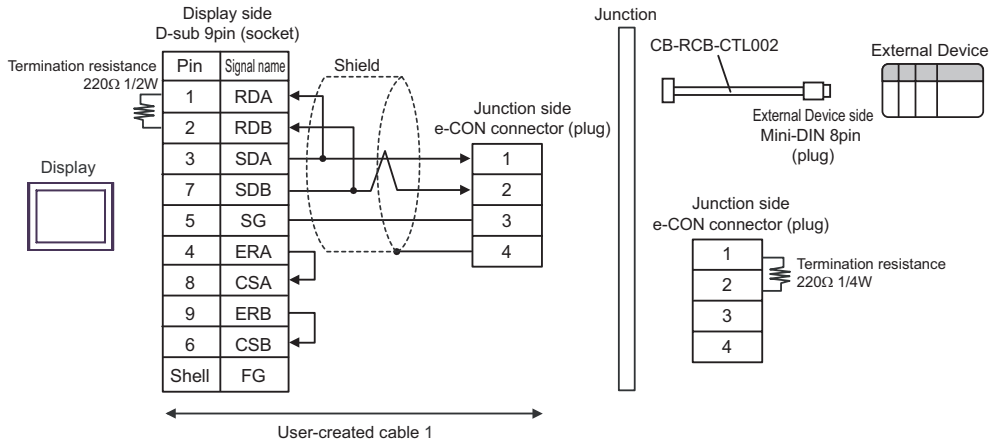 Display side
D-sub 9pin (socket)
Termination resistance
220Ω 1/2W
Pin Signal name
1 RDA
2 RDB
3 SDA
7 SDB
5 SG
4 ERA
8 CSA
9 ERB
6 CSB
Shell FG
Display
Shield
Junction side
e-CON connector (plug)
1
2
3
4
User-created cable 1
Junction
CB-RCB-CTL002
External Device
External Device side
Mini-DIN 8pin
(plug)
Junction side
e-CON connector (plug)
1
2
3
4
Termination resistance
220Ω 1/4W